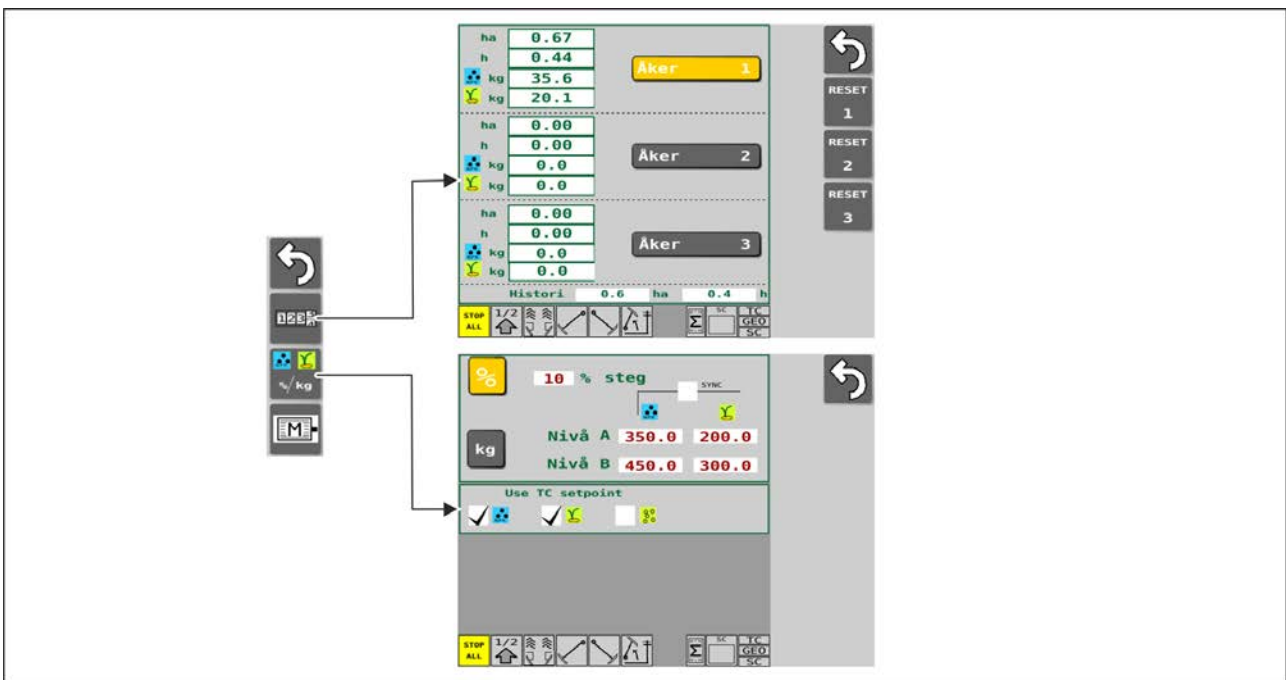 ha 0.67
h 0.44
kg 35.6
kg 20.1
Åker 1
ha 0.00
h 0.00
kg 0.0
kg 0.0
Åker 2
ha 0.00
h 0.00
kg 0.0
kg 0.0
Åker 3
Histori 0.6 ha 0.4 h
STOP ALL 1/2 Σ SC TC GEO SC
RESET 1
RESET 2
RESET 3
%/kg
M
% 10 % steg
SYNC
kg
Nivå A 350.0 200.0
Nivå B 450.0 300.0
Use TC setpoint
STOP ALL 1/2 Σ SC TC GEO SC